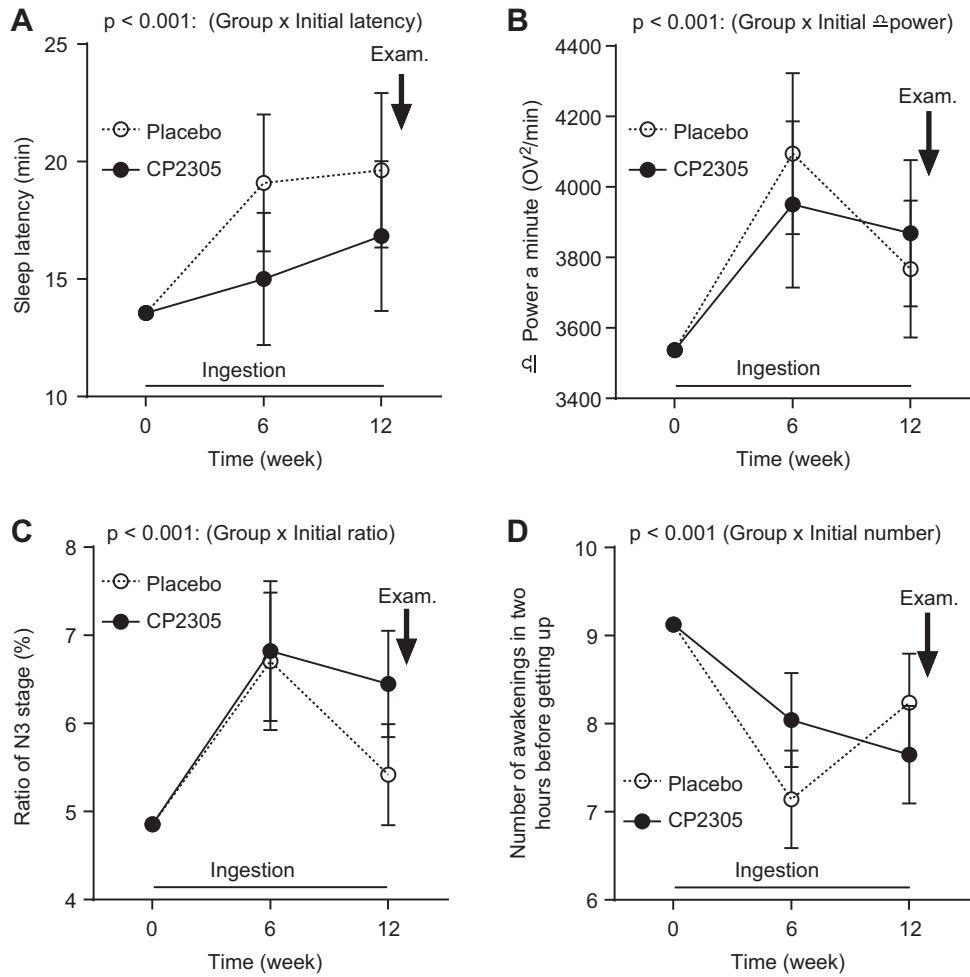 A
p < 0.001: (Group x Initial latency)
Exam.
Placebo
CP2305
Sleep latency (min)
25
20
15
10
Ingestion
0 6 12
Time (week)
B
p < 0.001: (Group x Initial ♎power)
Exam.
Placebo
CP2305
♎ Power a minute (OV²/min)
4400
4200
4000
3800
3600
3400
Ingestion
0 6 12
Time (week)
C
p < 0.001: (Group x Initial ratio)
Exam.
Placebo
CP2305
Ratio of N3 stage (%)
8
7
6
5
4
Ingestion
0 6 12
Time (week)
D
p < 0.001 (Group x Initial number)
Exam.
Placebo
CP2305
Number of awakenings in two
hours before getting up
10
9
8
7
6
Ingestion
0 6 12
Time (week)